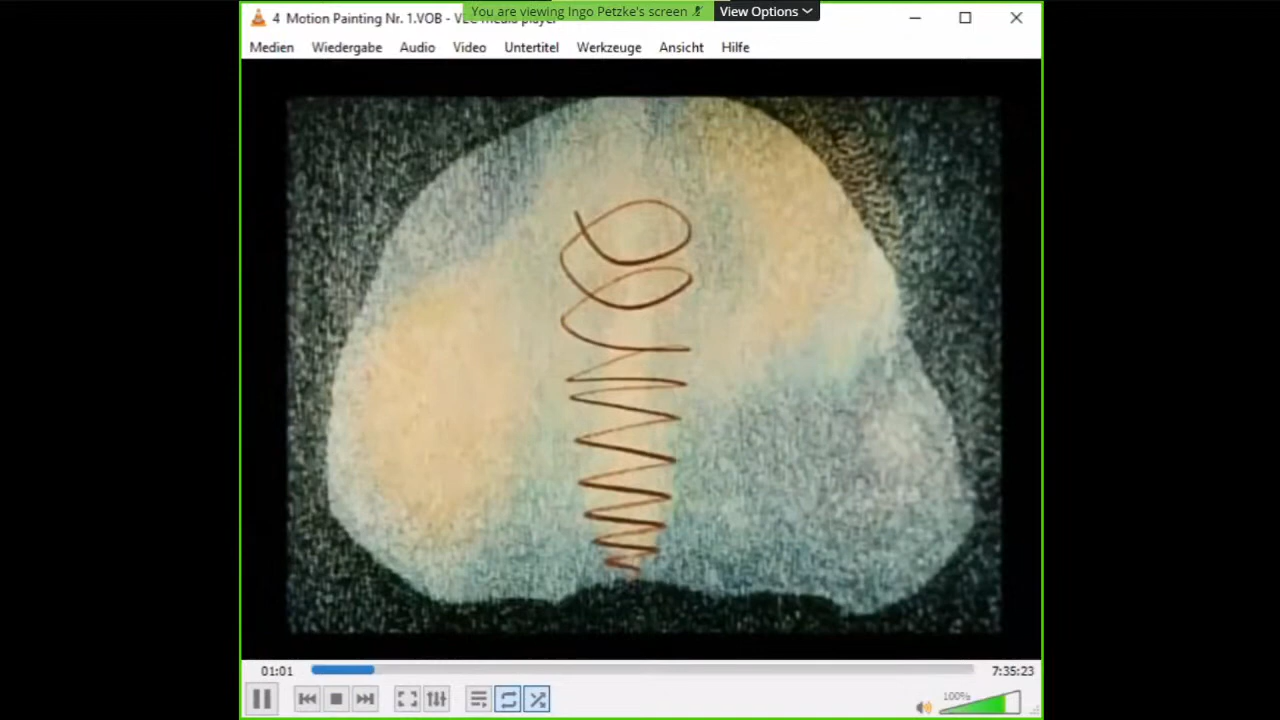 You are viewing Ingo Petzke's screen
View Options
4 Motion Painting Nr. 1.VOB - VLC media player
Medien Wiedergabe Audio Video Untertitel Werkzeuge Ansicht Hilfe
01:01
7:35:23
100%